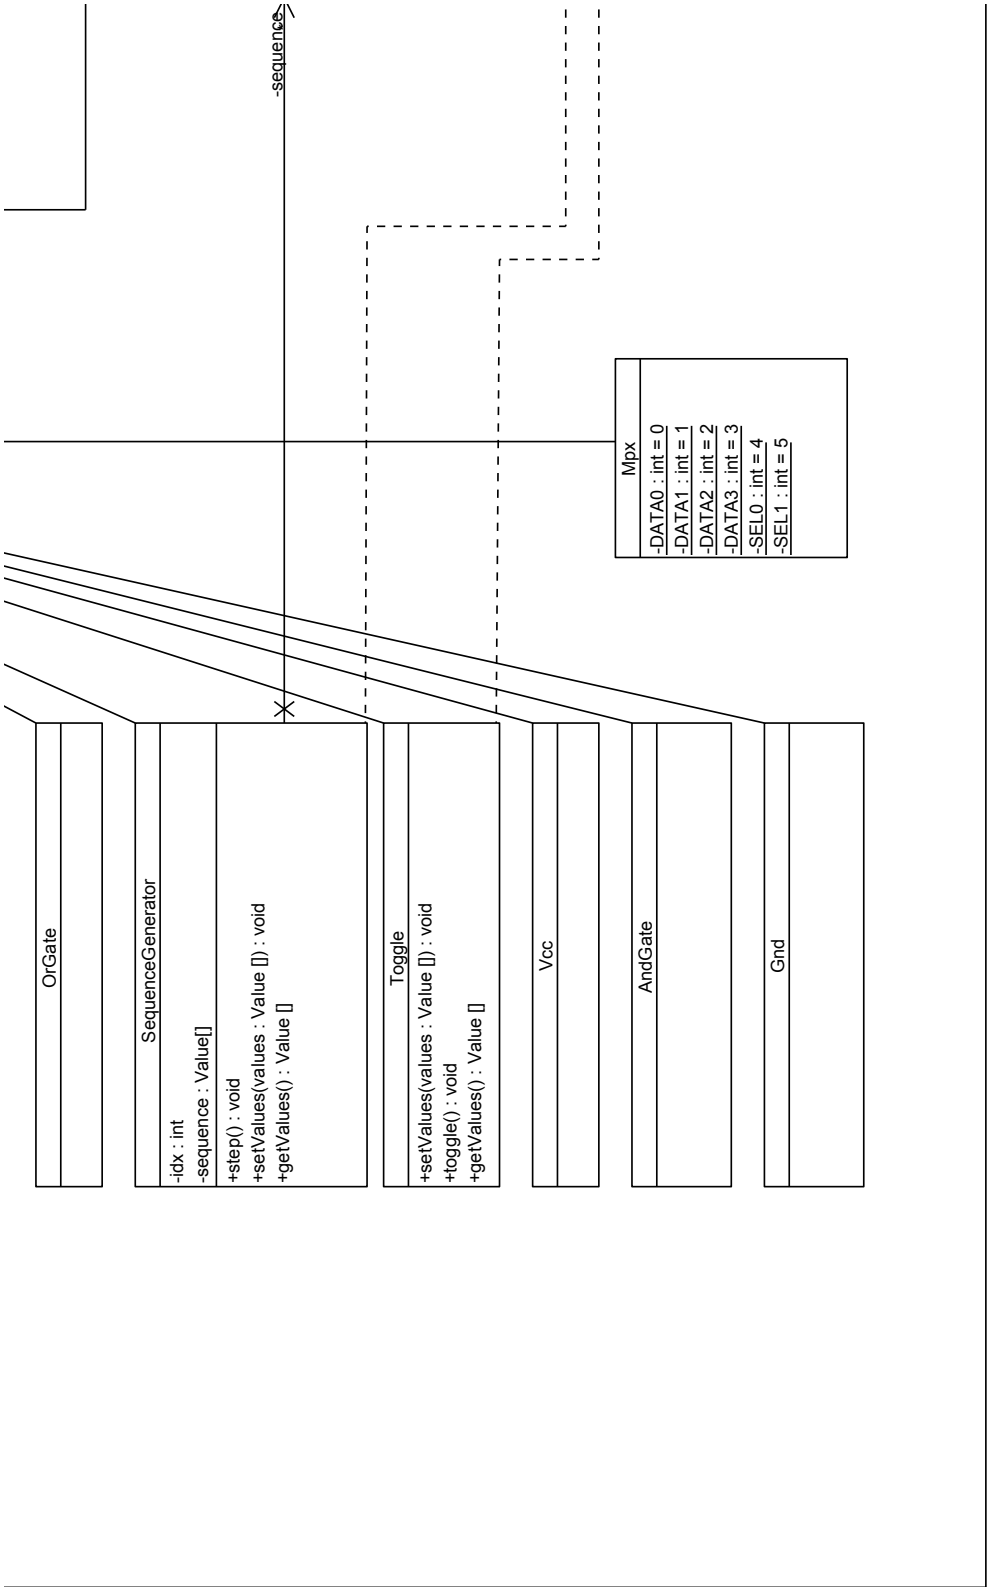 -sequence
Mpx
-DATA0 : int = 0
-DATA1 : int = 1
-DATA2 : int = 2
-DATA3 : int = 3
-SEL0 : int = 4
-SEL1 : int = 5
OrGate
SequenceGenerator
-idx : int
-sequence : Value[]
+step() : void
+setValues(values : Value []) : void
+getValues() : Value []
Toggle
+setValues(values : Value []) : void
+toggle() : void
+getValues() : Value []
Vcc
AndGate
Gnd